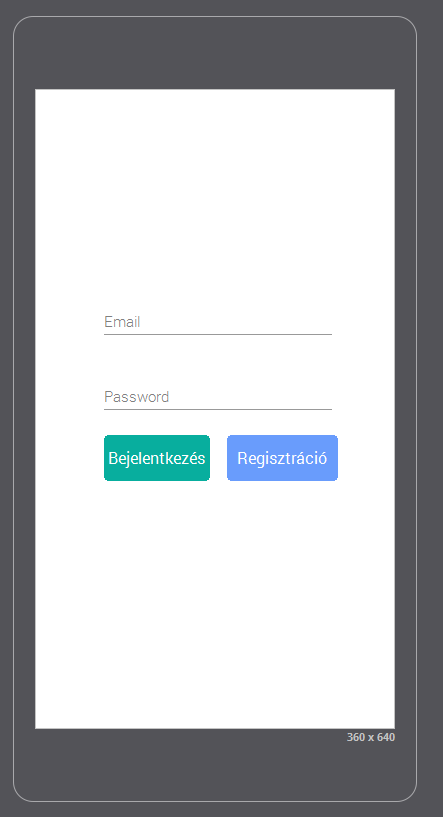 Email
Password
Bejelentkezés Regisztráció
360 x 640